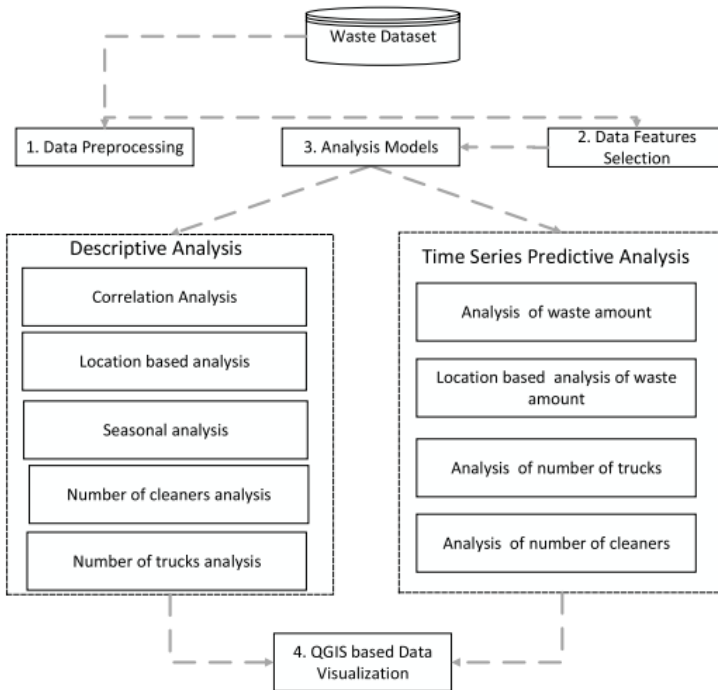 Waste Dataset
1. Data Preprocessing
3. Analysis Models
2. Data Features
Selection
Descriptive Analysis
Correlation Analysis
Location based analysis
Seasonal analysis
Number of cleaners analysis
Number of trucks analysis
Time Series Predictive Analysis
Analysis of waste amount
Location based analysis of waste
amount
Analysis of number of trucks
Analysis of number of cleaners
4. QGIS based Data
Visualization